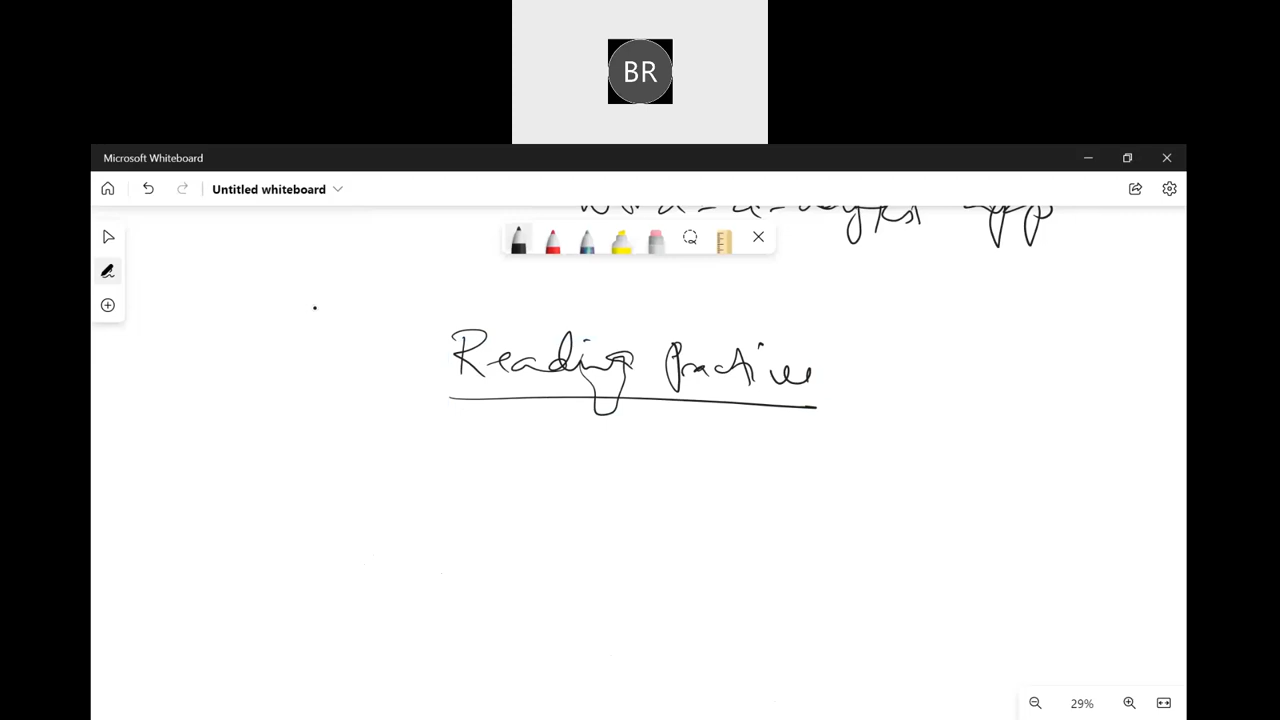 BR
Microsoft Whiteboard
Untitled whiteboard
Reading Practice
29%